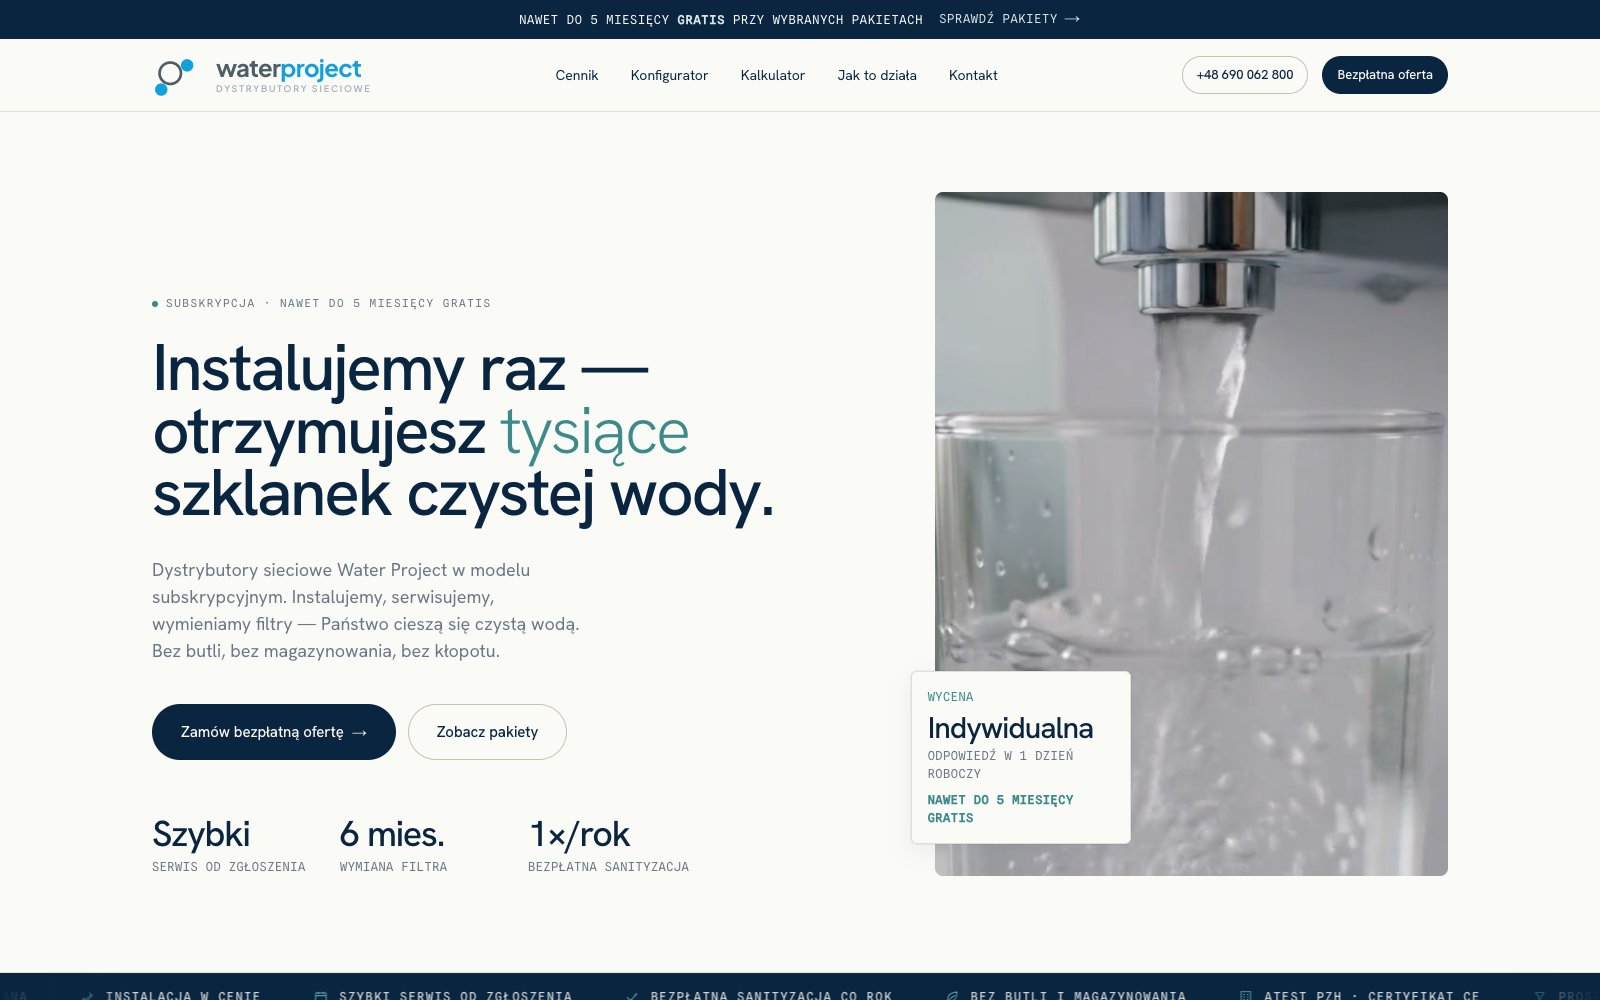 NAWET DO 5 MIESIĘCY GRATIS PRZY WYBRANYCH PAKIETACH SPRAWDŹ PAKIETY →
waterproject
DYSTRYBUTORY SIECIOWE
Cennik Konfigurator Kalkulator Jak to działa Kontakt
+48 690 062 800 Bezpłatna oferta
SUBSKRYPCJA · NAWET DO 5 MIESIĘCY GRATIS
Instalujemy raz —
otrzymujesz tysiące
szklanek czystej wody.
Dystrybutory sieciowe Water Project w modelu
subskrypcyjnym. Instalujemy, serwisujemy,
wymieniamy filtry — Państwo cieszą się czystą wodą.
Bez butli, bez magazynowania, bez kłopotu.
Zamów bezpłatną ofertę → Zobacz pakiety
Szybki 6 mies. 1×/rok
SERWIS OD ZGŁOSZENIA WYMIANA FILTRA BEZPŁATNA SANITYZACJA
WYCENA
Indywidualna
ODPOWIEDŹ W 1 DZIEŃ
ROBOCZY
NAWET DO 5 MIESIĘCY
GRATIS
INSTALACJA W CENIE SZYBKI SERWIS OD ZGŁOSZENIA BEZPŁATNA SANITYZACJA CO ROK BEZ BUTLI I MAGAZYNOWANIA ATEST PZH · CERTYFIKAT CE